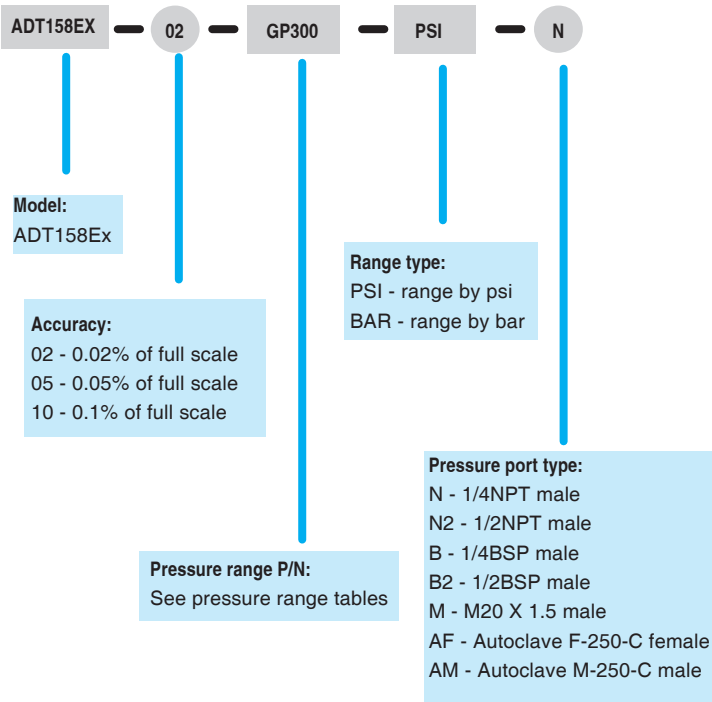 ADT158EX 02 GP300 PSI N
Model:
ADT158Ex
Accuracy:
02 - 0.02% of full scale
05 - 0.05% of full scale
10 - 0.1% of full scale
Pressure range P/N:
See pressure range tables
Range type:
PSI - range by psi
BAR - range by bar
Pressure port type:
N - 1/4NPT male
N2 - 1/2NPT male
B - 1/4BSP male
B2 - 1/2BSP male
M - M20 X 1.5 male
AF - Autoclave F-250-C female
AM - Autoclave M-250-C male